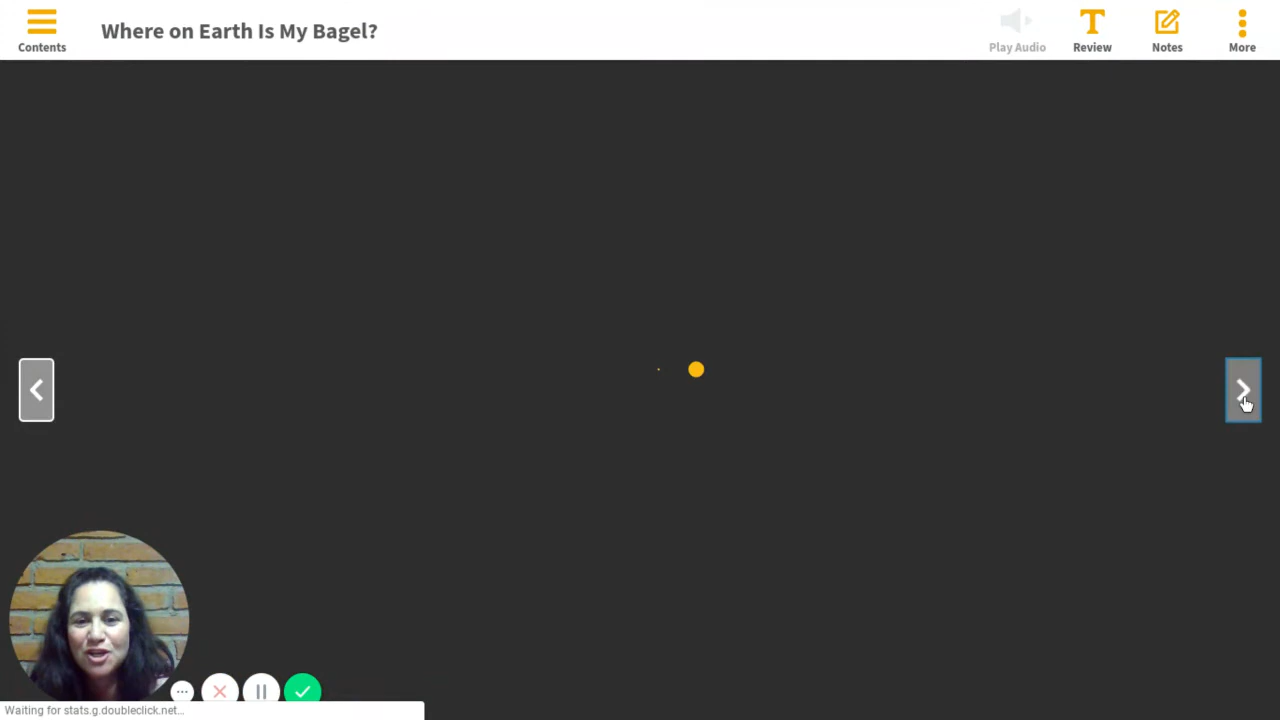 Where on Earth Is My Bagel?
Contents
Play Audio
Review
Notes
More
Waiting for stats.g.doubleclick.net...